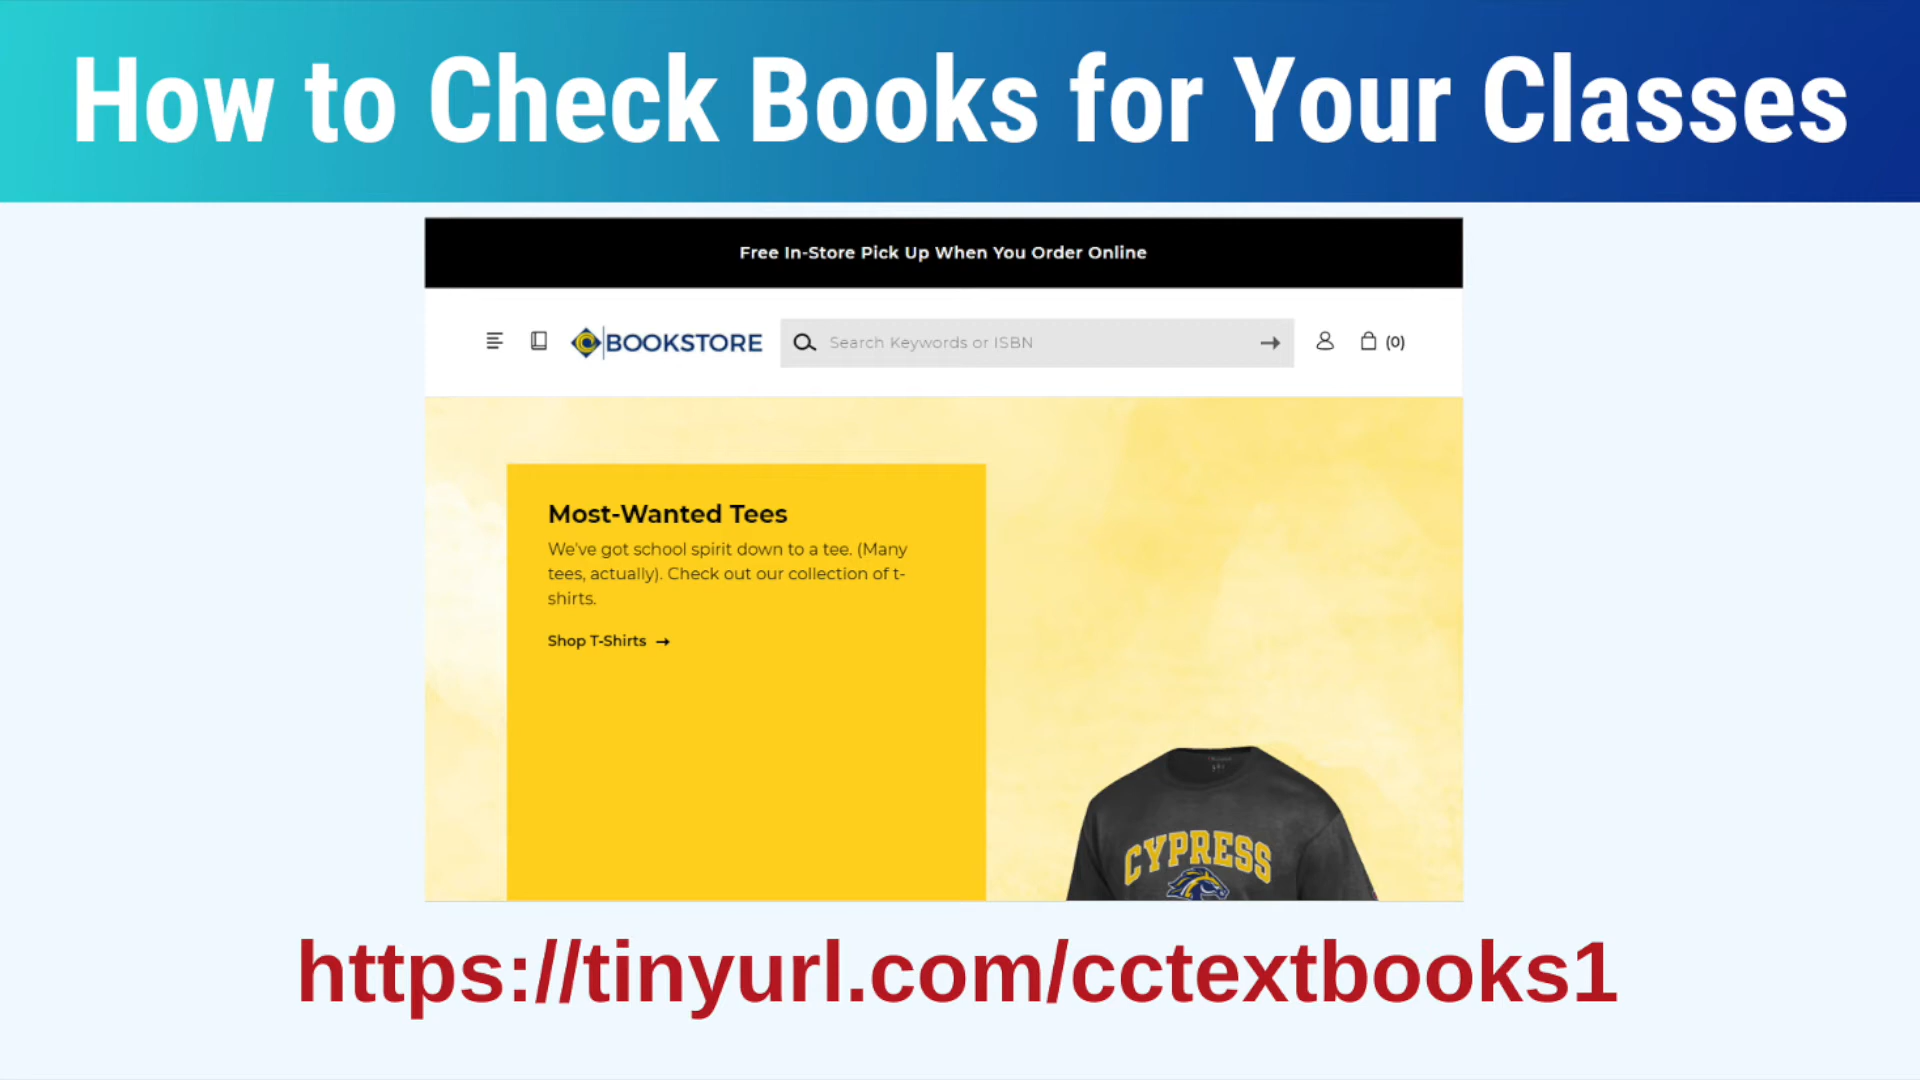 How to Check Books for Your Classes
Free In-Store Pick Up When You Order Online
BOOKSTORE
Search Keywords or ISBN
(0)
Most-Wanted Tees
We've got school spirit down to a tee. (Many
tees, actually). Check out our collection of t-
shirts.
Shop T-Shirts →
CYPRESS
https://tinyurl.com/cctextbooks1